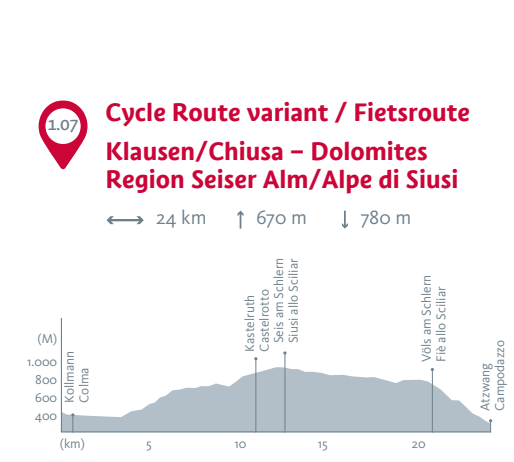 1.07
Cycle Route variant / Fietsroute
Klausen/Chiusa – Dolomites
Region Seiser Alm/Alpe di Siusi
24 km 670 m 780 m
(M)
1.000
800
600
400
Kollmann
Colma
Kastelruth
Castelrotto
Seis am Schlern
Siusi allo Sciliar
Völs am Schlern
Fiè allo Sciliar
Atzwang
Campodazzo
(km) 5 10 15 20